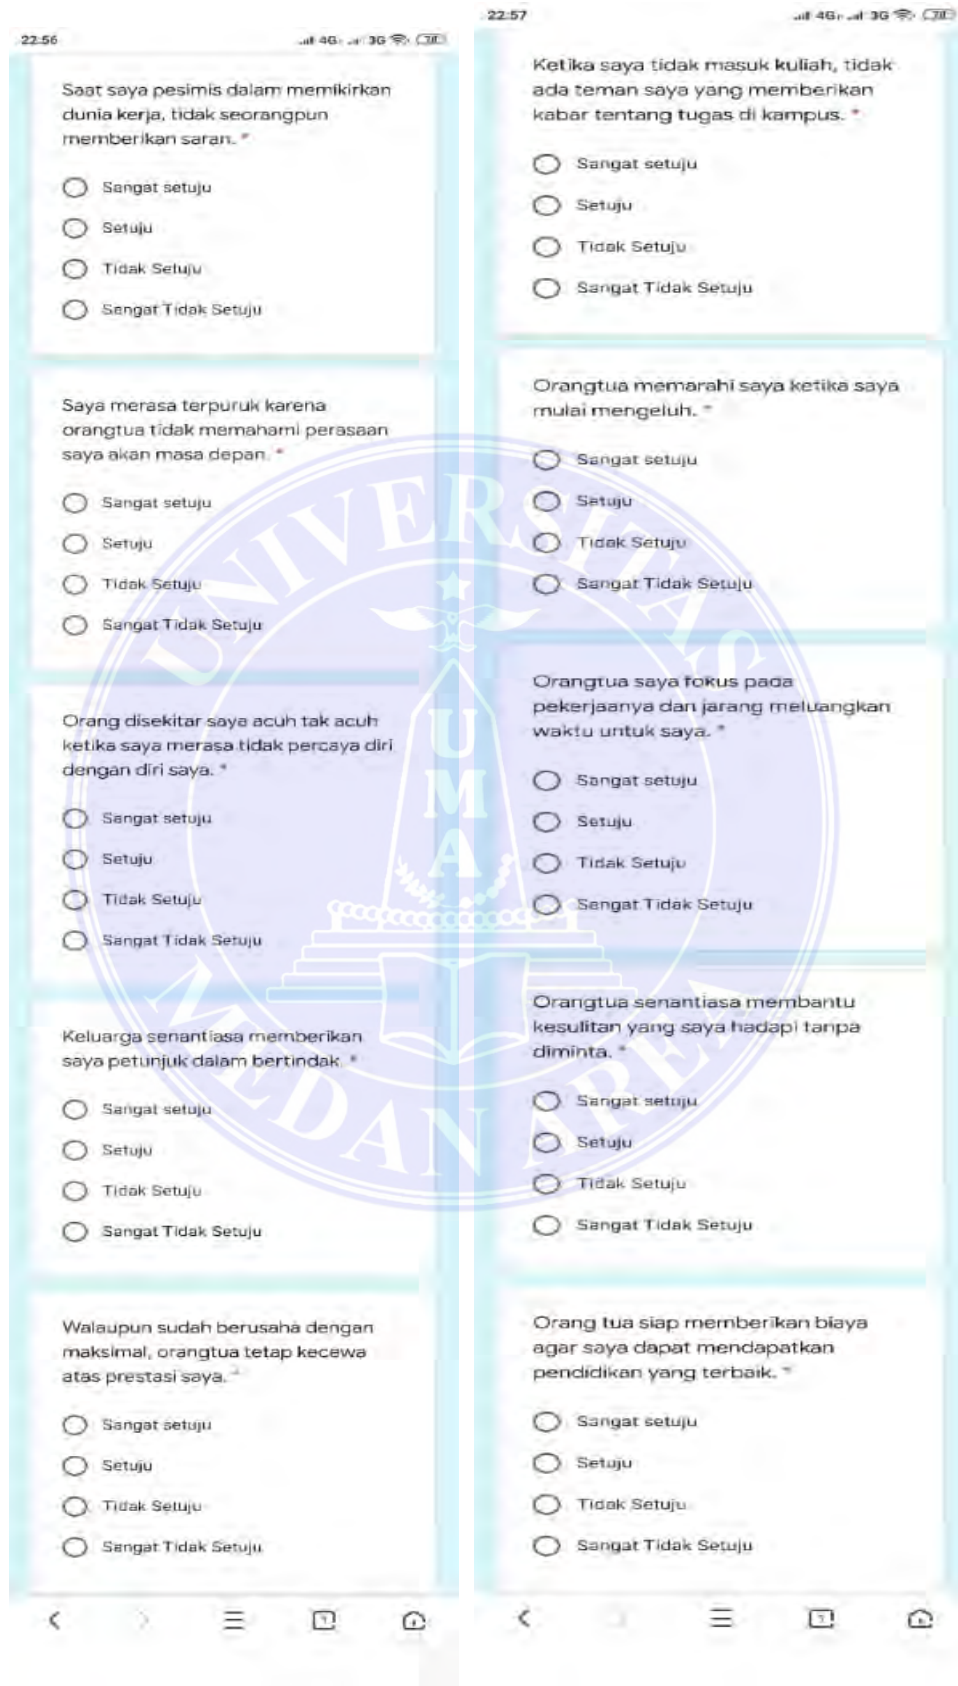 22:56
4G 3G
Saat saya pesimis dalam memikirkan
dunia kerja, tidak seorangpun
memberikan saran. *
Sangat setuju
Setuju
Tidak Setuju
Sangat Tidak Setuju
Saya merasa terpuruk karena
orangtua tidak memahami perasaan
saya akan masa depan. *
Sangat setuju
Setuju
Tidak Setuju
Sangat Tidak Setuju
Orang disekitar saya acuh tak acuh
ketika saya merasa tidak percaya diri
dengan diri saya. *
Sangat setuju
Setuju
Tidak Setuju
Sangat Tidak Setuju
Keluarga senantiasa memberikan
saya petunjuk dalam bertindak. *
Sangat setuju
Setuju
Tidak Setuju
Sangat Tidak Setuju
Walaupun sudah berusaha dengan
maksimal, orangtua tetap kecewa
atas prestasi saya. *
Sangat setuju
Setuju
Tidak Setuju
Sangat Tidak Setuju
22:57
4G 3G
Ketika saya tidak masuk kuliah, tidak
ada teman saya yang memberikan
kabar tentang tugas di kampus. *
Sangat setuju
Setuju
Tidak Setuju
Sangat Tidak Setuju
Orangtua memarahi saya ketika saya
mulai mengeluh. *
Sangat setuju
Setuju
Tidak Setuju
Sangat Tidak Setuju
Orangtua saya fokus pada
pekerjaanya dan jarang meluangkan
waktu untuk saya. *
Sangat setuju
Setuju
Tidak Setuju
Sangat Tidak Setuju
Orangtua senantiasa membantu
kesulitan yang saya hadapi tanpa
diminta. *
Sangat setuju
Setuju
Tidak Setuju
Sangat Tidak Setuju
Orang tua siap memberikan biaya
agar saya dapat mendapatkan
pendidikan yang terbaik. *
Sangat setuju
Setuju
Tidak Setuju
Sangat Tidak Setuju
UNIVERSITAS
UMA
MEDAN AREA